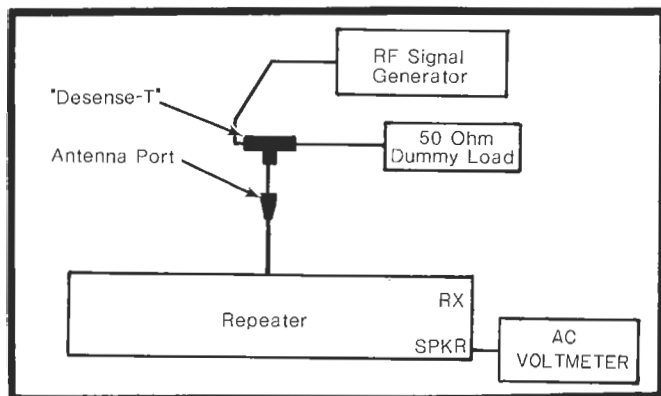 RF Signal
Generator
"Desense-T"
50 Ohm
Dummy Load
Antenna Port
RX
Repeater
SPKR
AC
VOLTMETER